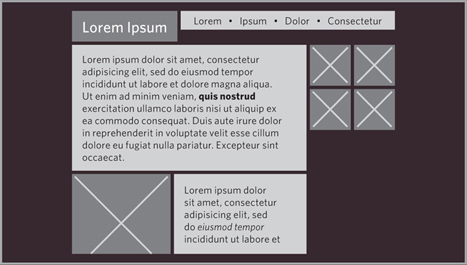 Lorem Ipsum
Lorem • Ipsum • Dolor • Consectetur
Lorem ipsum dolor sit amet, consectetur
adipisicing elit, sed do eiusmod tempor
incididunt ut labore et dolore magna aliqua.
Ut enim ad minim veniam, quis nostrud
exercitation ullamco laboris nisi ut aliquip ex
ea commodo consequat. Duis aute irure dolor
in reprehenderit in voluptate velit esse cillum
dolore eu fugiat nulla pariatur. Excepteur sint
occaecat.
Lorem ipsum dolor
sit amet, consectetur
adipisicing elit, sed
do eiusmod tempor
incididunt ut labore et